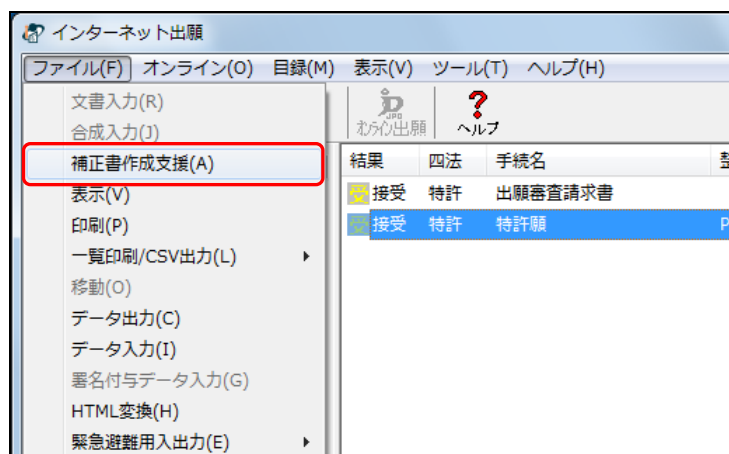 インターネット出願
ファイル(F) オンライン(O) 目録(M) 表示(V) ツール(T) ヘルプ(H)
文書入力(R)
合成入力(J)
補正書作成支援(A)
表示(V)
印刷(P)
一覧印刷/CSV出力(L)
移動(O)
データ出力(C)
データ入力(I)
署名付与データ入力(G)
HTML変換(H)
緊急避難用入出力(E)
JPO
オンライン出願
ヘルプ
結果 四法 手続名 整
受 接受 特許 出願審査請求書
受 接受 特許 特許願 P